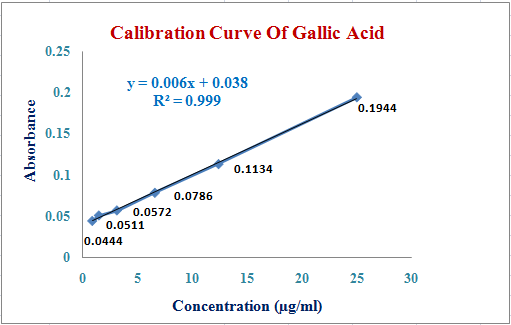 Calibration Curve Of Gallic Acid
0.25
y = 0.006x + 0.038
0.2
R² = 0.999
0.1944
0.15
Absorbance
0.1134
0.1
0.0786
0.0572
0.05
0.0511
0.0444
0
0 5 10 15 20 25 30
Concentration (µg/ml)